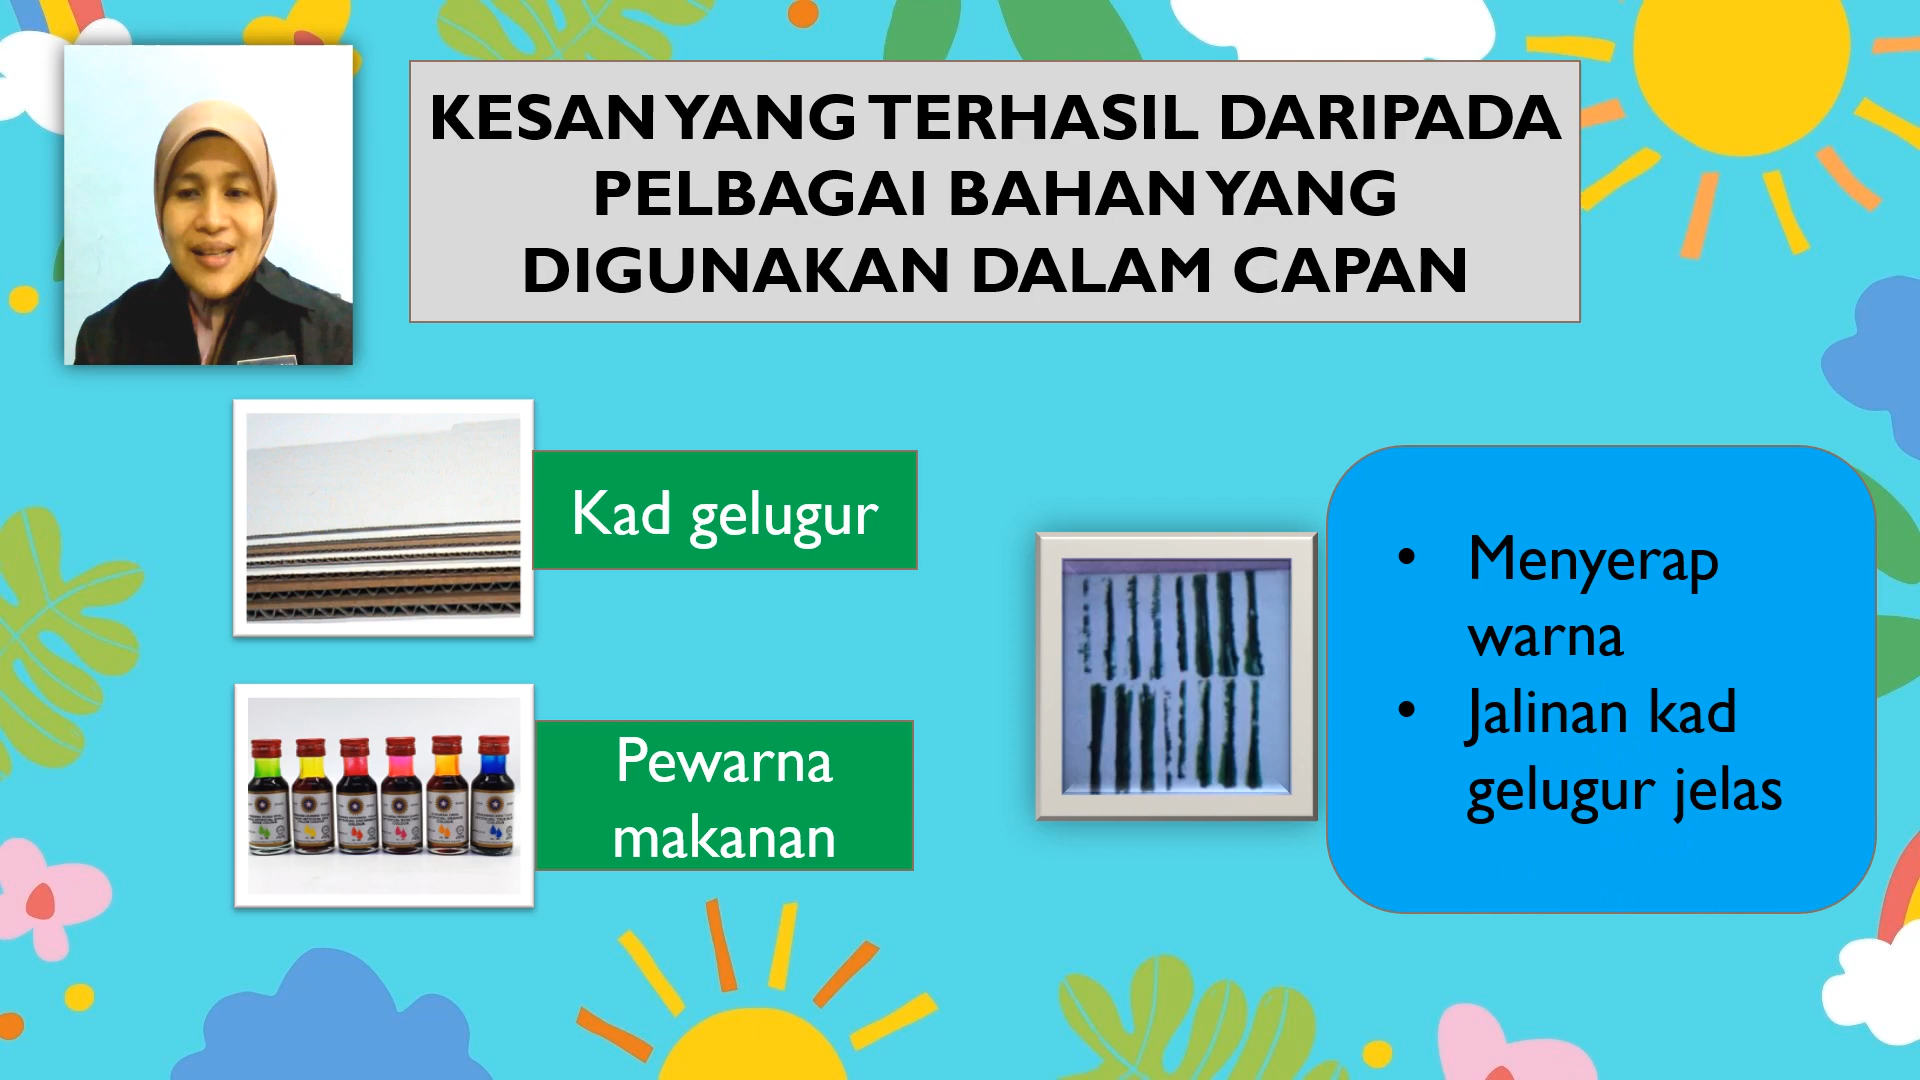 KESAN YANG TERHASIL DARIPADA
PELBAGAI BAHAN YANG
DIGUNAKAN DALAM CAPAN
Kad gelugur
Pewarna
makanan
• Menyerap
warna
• Jalinan kad
gelugur jelas